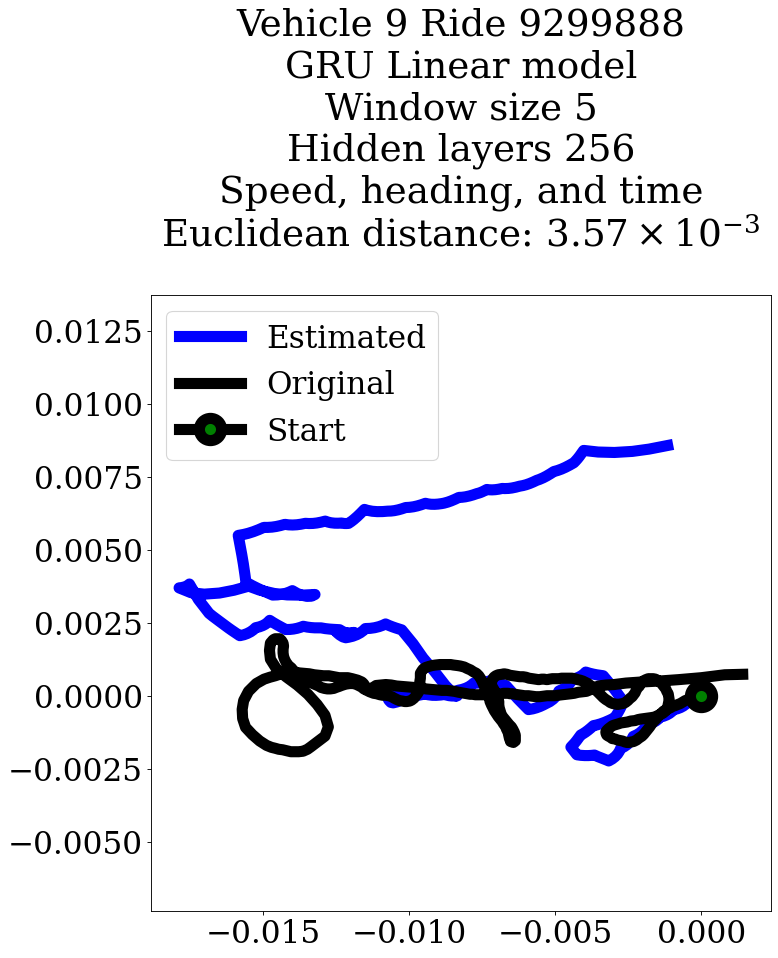 Vehicle 9 Ride 9299888
GRU Linear model
Window size 5
Hidden layers 256
Speed, heading, and time
Euclidean distance: 3.57 × 10⁻³
Estimated
Original
Start
0.0125
0.0100
0.0075
0.0050
0.0025
0.0000
−0.0025
−0.0050
−0.015 −0.010 −0.005 0.000